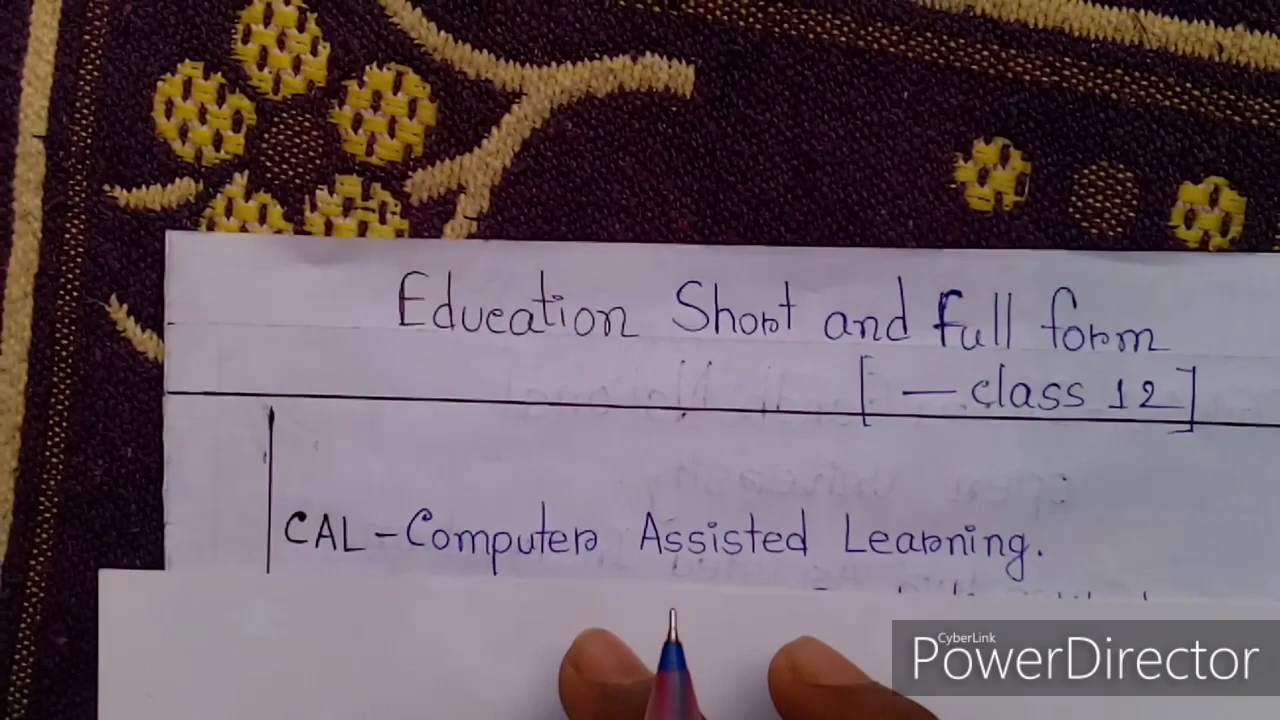 Education Short and Full form
[ — class 12]
CAL - Computer Assisted Learning.
CyberLink
PowerDirector